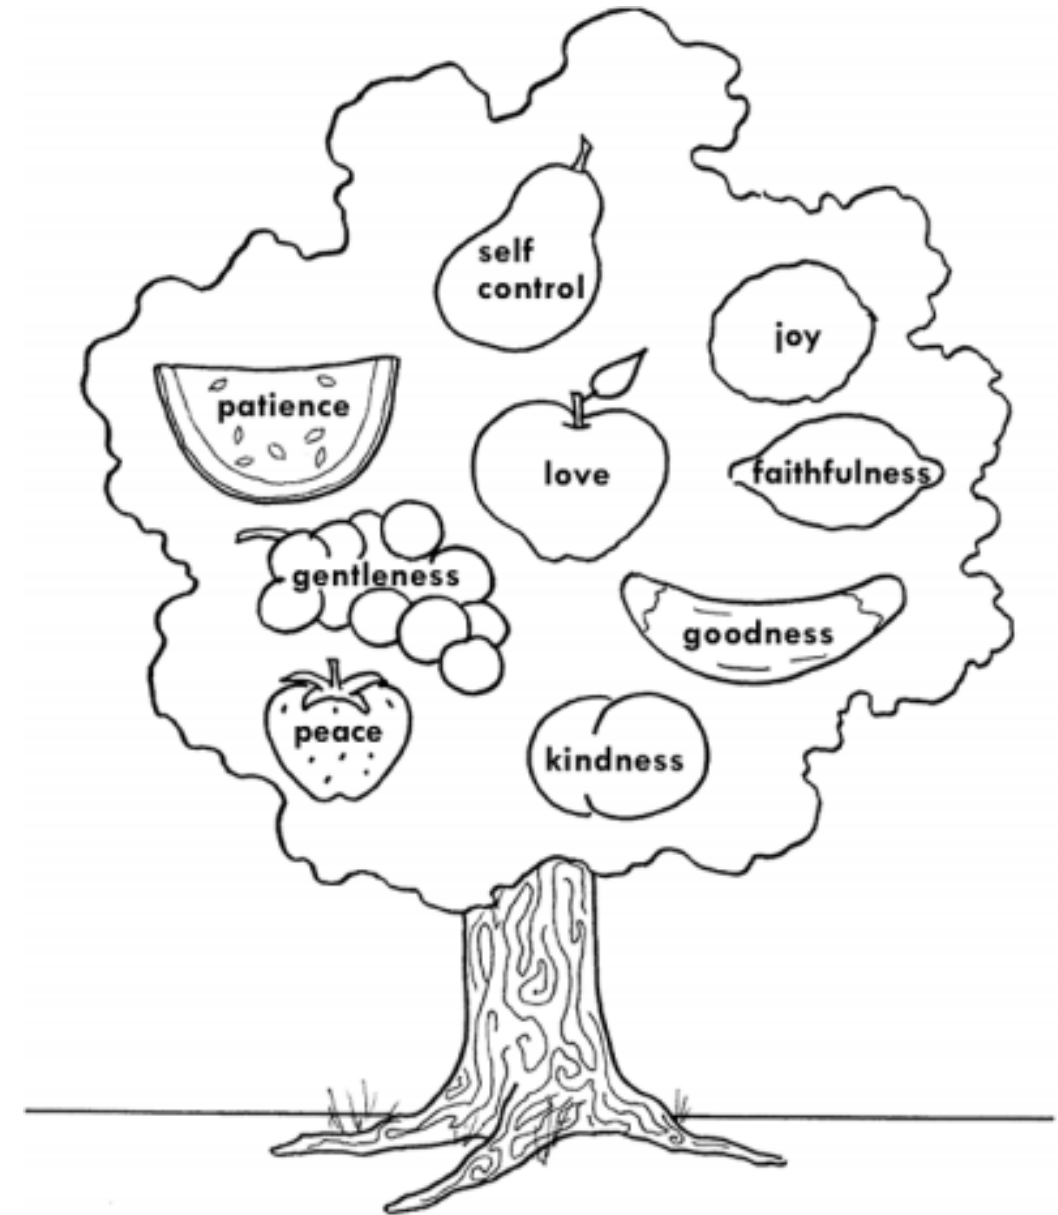 self
control
joy
patience
love
faithfulness
gentleness
goodness
peace
kindness